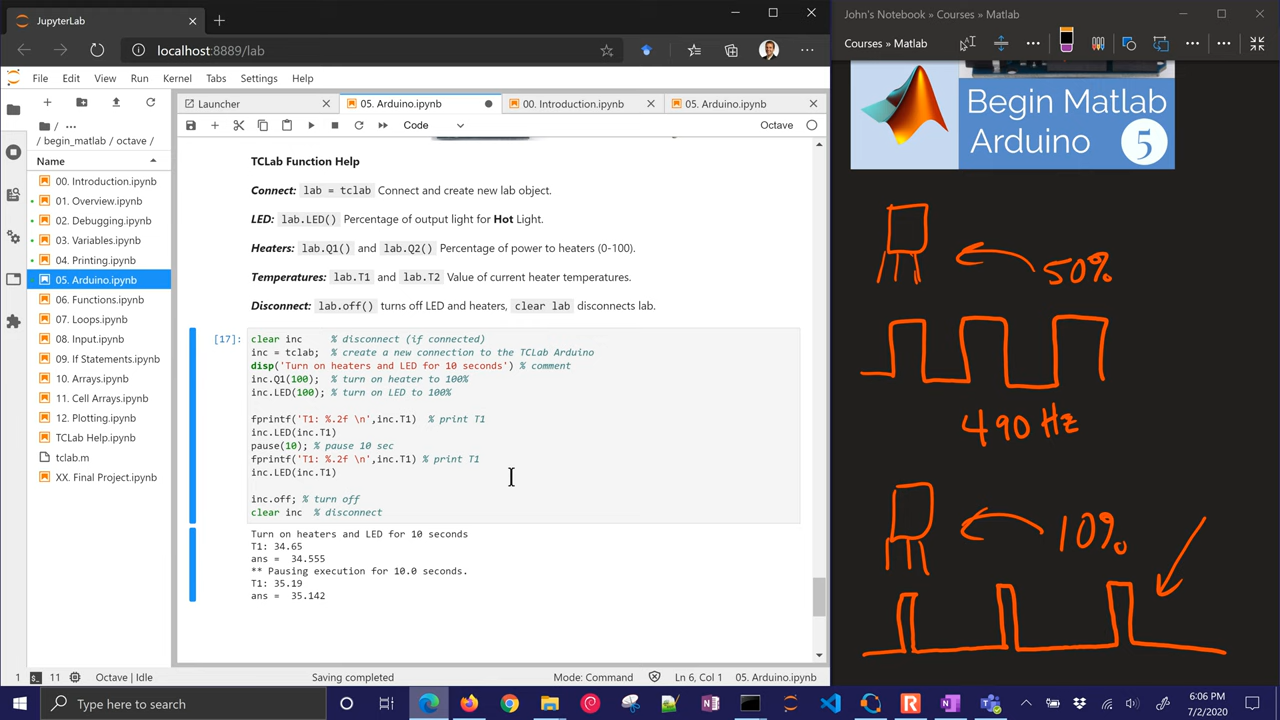 JupyterLab
localhost:8889/lab
File Edit View Run Kernel Tabs Settings Help
Launcher
05. Arduino.ipynb
00. Introduction.ipynb
05. Arduino.ipynb
Code
Octave
/ ...
/ begin_matlab / octave /
Name
00. Introduction.ipynb
01. Overview.ipynb
02. Debugging.ipynb
03. Variables.ipynb
04. Printing.ipynb
05. Arduino.ipynb
06. Functions.ipynb
07. Loops.ipynb
08. Input.ipynb
09. If Statements.ipynb
10. Arrays.ipynb
11. Cell Arrays.ipynb
12. Plotting.ipynb
TCLab Help.ipynb
tclab.m
XX. Final Project.ipynb
TCLab Function Help
Connect: lab = tclab Connect and create new lab object.
LED: lab.LED() Percentage of output light for Hot Light.
Heaters: lab.Q1() and lab.Q2() Percentage of power to heaters (0-100).
Temperatures: lab.T1 and lab.T2 Value of current heater temperatures.
Disconnect: lab.off() turns off LED and heaters, clear lab disconnects lab.
[17]:
clear inc % disconnect (if connected)
inc = tclab; % create a new connection to the TCLab Arduino
disp('Turn on heaters and LED for 10 seconds') % comment
inc.Q1(100); % turn on heater to 100%
inc.LED(100); % turn on LED to 100%
fprintf('T1: %.2f \n',inc.T1) % print T1
inc.LED(inc.T1)
pause(10); % pause 10 sec
fprintf('T1: %.2f \n',inc.T1) % print T1
inc.LED(inc.T1)
inc.off; % turn off
clear inc % disconnect
Turn on heaters and LED for 10 seconds
T1: 34.65
ans = 34.555
** Pausing execution for 10.0 seconds.
T1: 35.19
ans = 35.142
1 11 Octave | Idle Saving completed Mode: Command Ln 6, Col 1 05. Arduino.ipynb
John's Notebook » Courses » Matlab
Courses » Matlab
Begin Matlab
Arduino 5
50%
490 Hz
10%
Type here to search
6:06 PM
7/2/2020